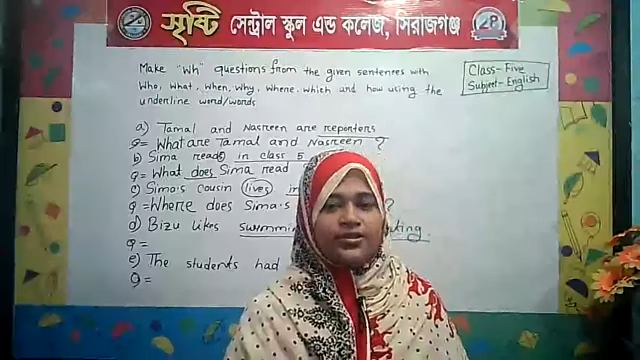 সৃষ্টি সেন্ট্রাল স্কুল এন্ড কলেজ, সিরাজগঞ্জ
Make "Wh" questions from the given sentences with
Who, What, When, Why, Where, Which and how using the
underline word/words
Class- Five
Subject- English
a) Tamal and Nasreen are reporters
Q= What are Tamal and Nasreen ?
b) Sima reads in class 5
Q= What does Sima read
c) Sima's cousin lives in
Q= Where does Sima's ?
d) Bizu likes
Q=
e) The students had
Q=